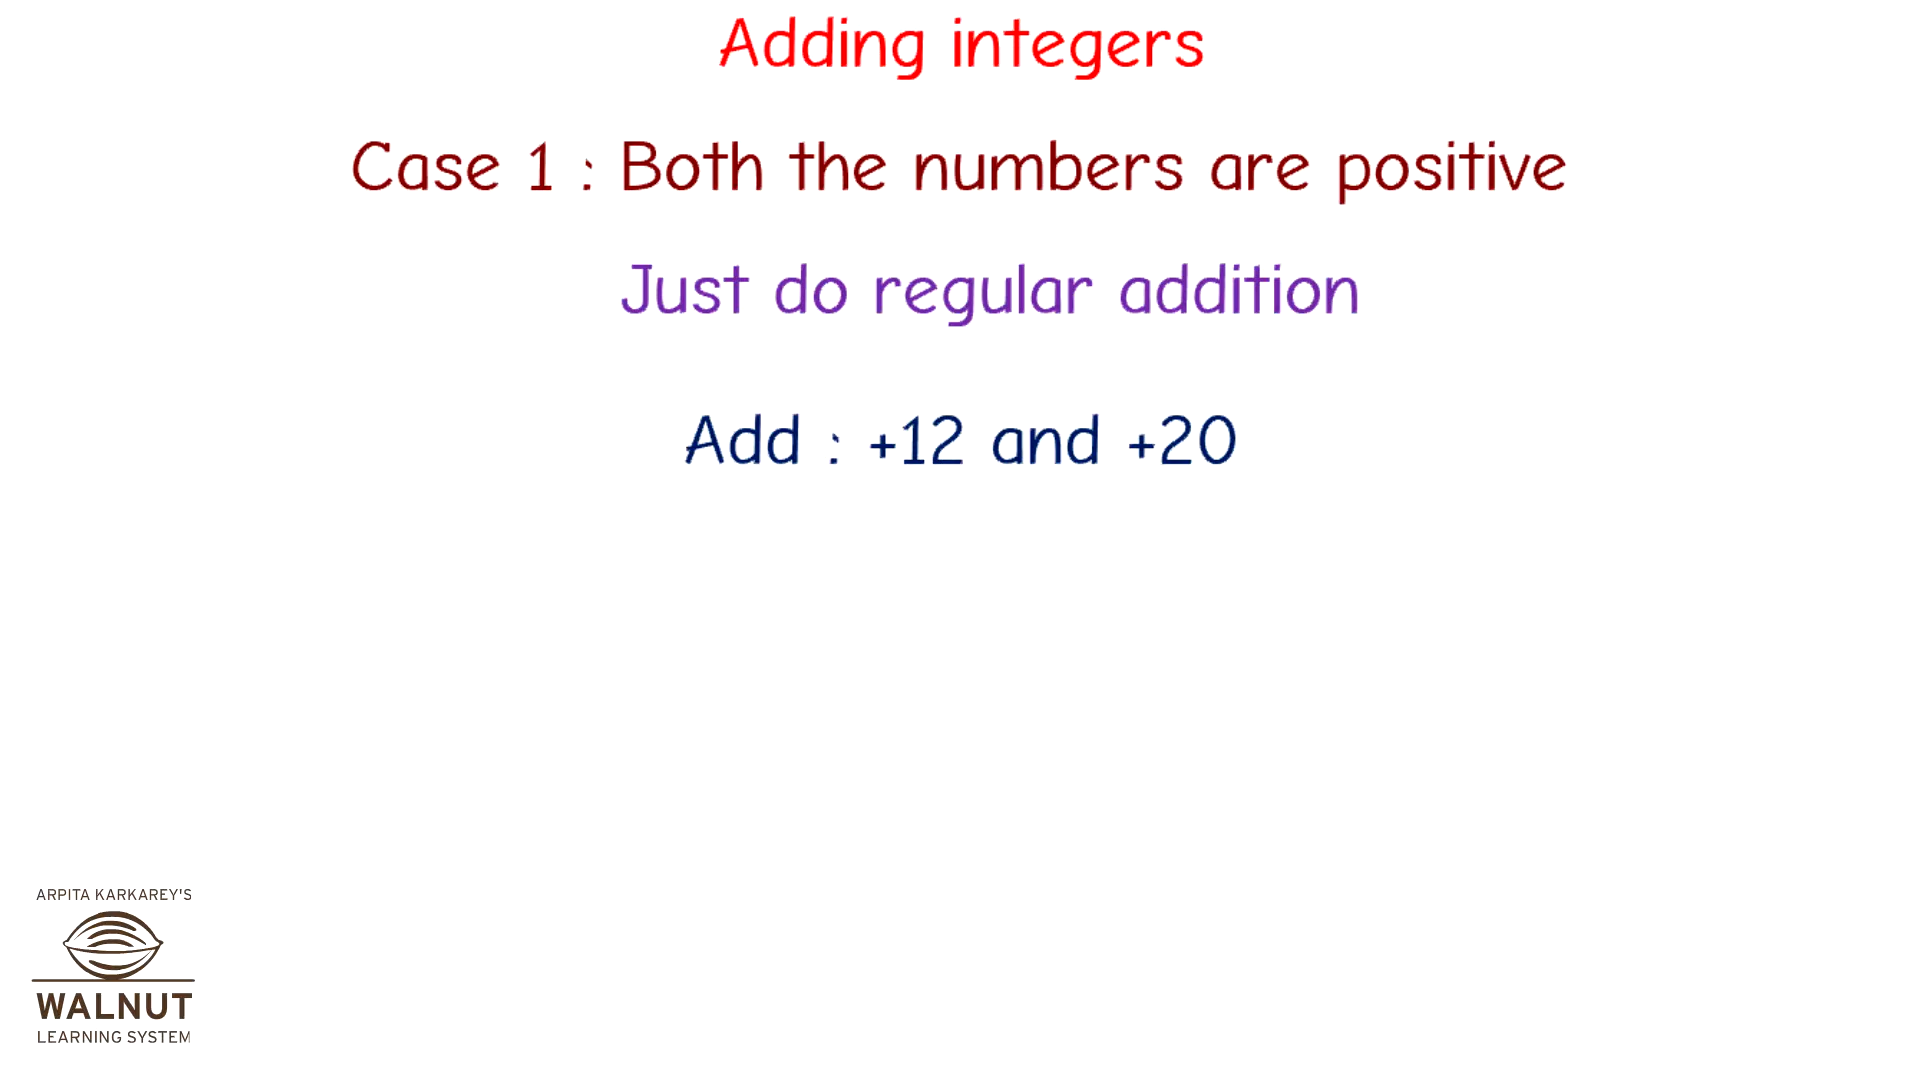 Adding integers
Case 1 : Both the numbers are positive
Just do regular addition
Add : +12 and +20
ARPITA KARKAREY'S
WALNUT
LEARNING SYSTEM